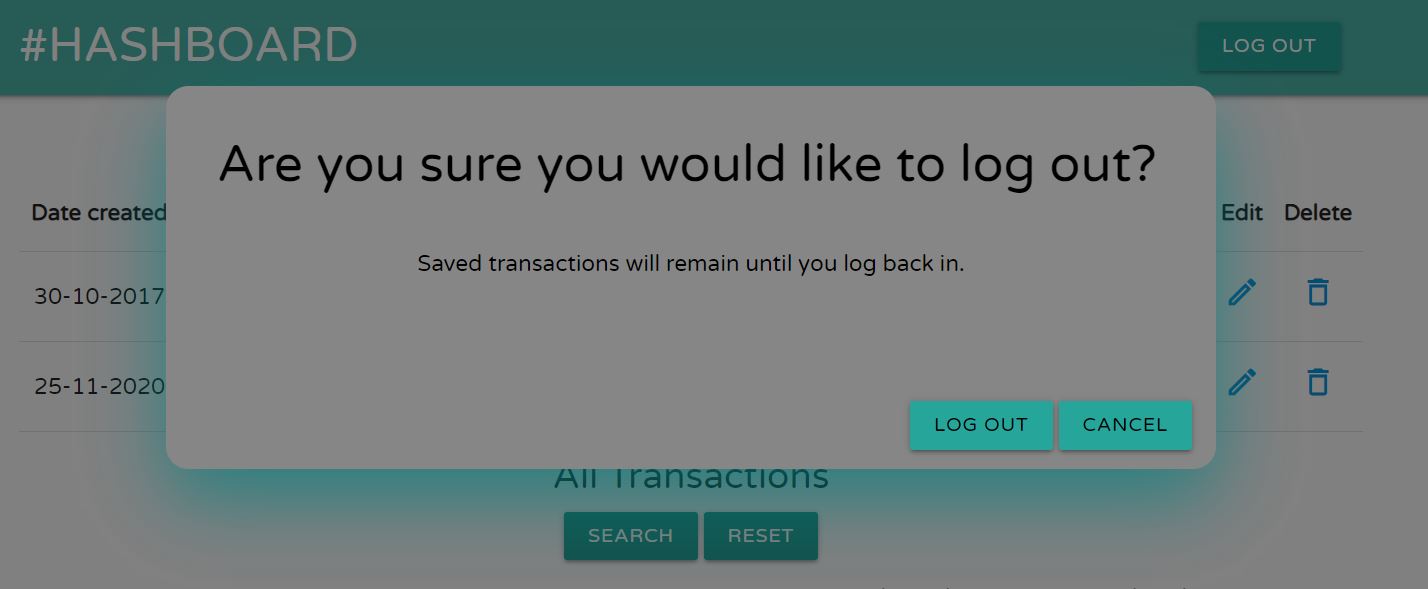 #HASHBOARD
LOG OUT
Are you sure you would like to log out?
Date created Edit Delete
Saved transactions will remain until you log back in.
30-10-2017
25-11-2020
LOG OUT CANCEL
All Transactions
SEARCH RESET